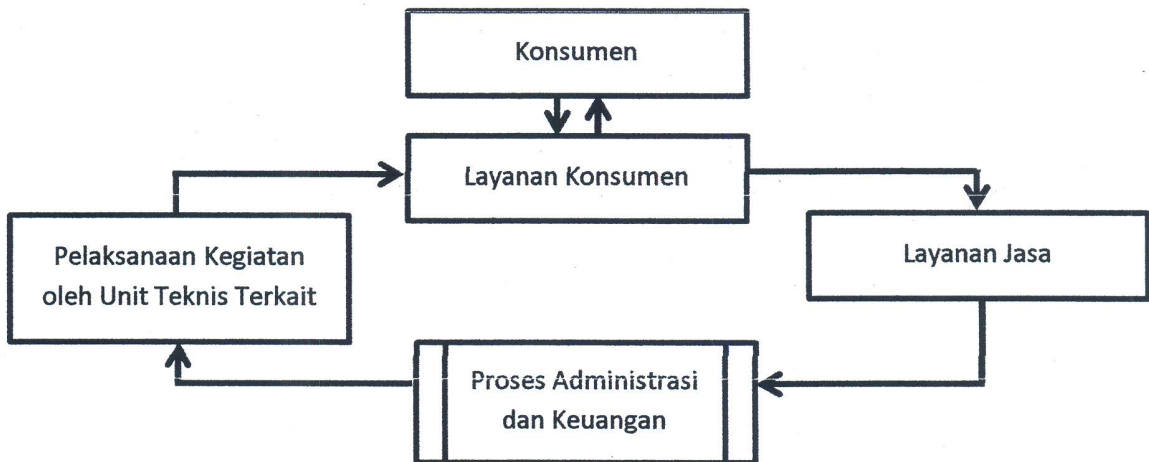 Konsumen
Layanan Konsumen
Layanan Jasa
Pelaksanaan Kegiatan
oleh Unit Teknis Terkait
Proses Administrasi
dan Keuangan